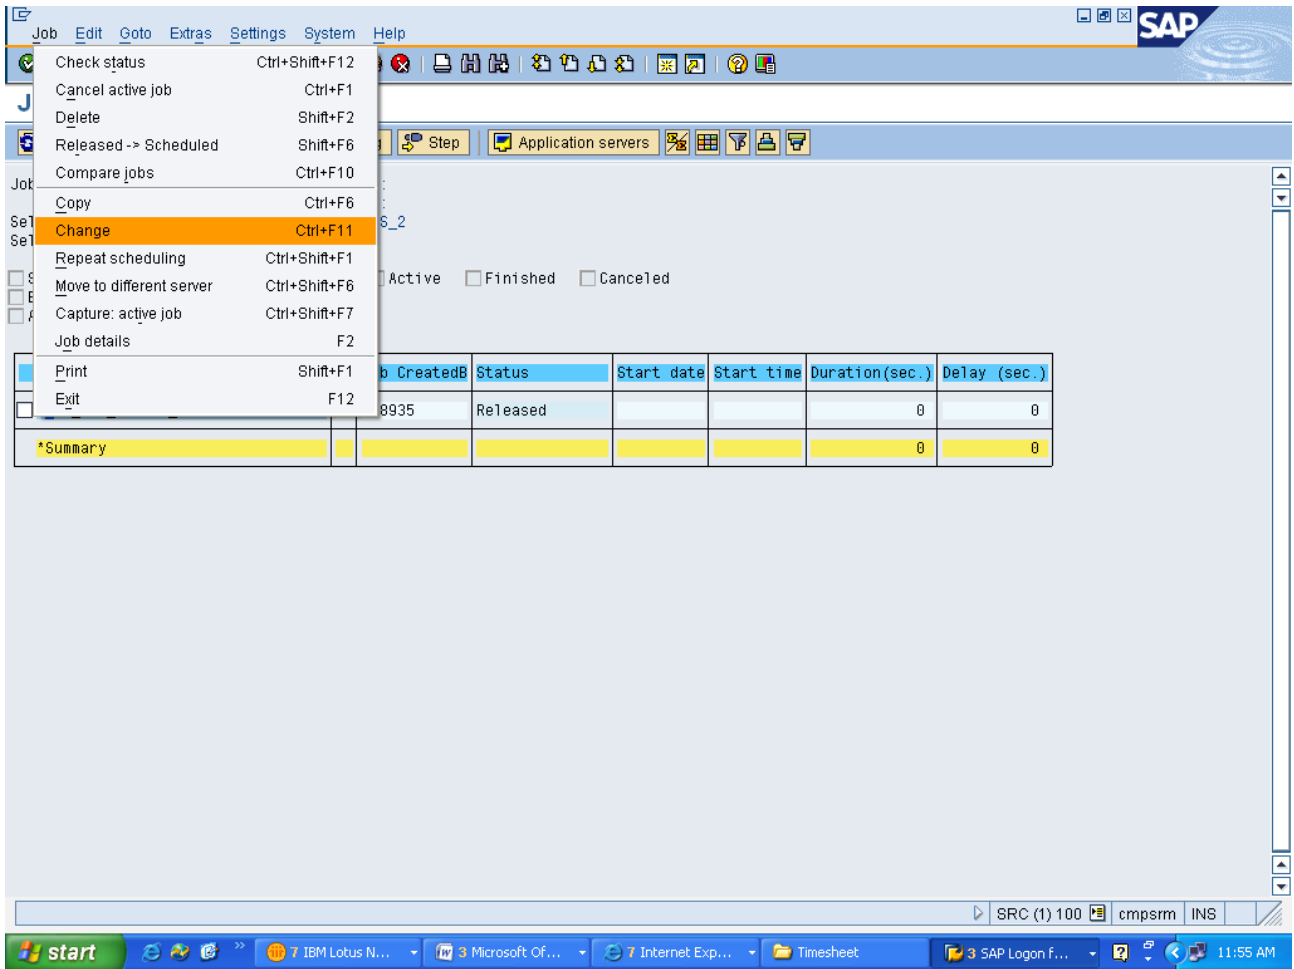 Job Edit Goto Extras Settings System Help
SAP
Check status Ctrl+Shift+F12
Cancel active job Ctrl+F1
Delete Shift+F2
Released -> Scheduled Shift+F6
Step Application servers
Compare jobs Ctrl+F10
Copy Ctrl+F6
Change Ctrl+F11
S_2
Repeat scheduling Ctrl+Shift+F1
Active Finished Canceled
Move to different server Ctrl+Shift+F6
Capture: active job Ctrl+Shift+F7
Job details F2
Print Shift+F1
b CreatedB Status Start date Start time Duration(sec.) Delay (sec.)
Exit F12
8935 Released 0 0
*Summary 0 0
SRC (1) 100 cmpsrm INS
start 7 IBM Lotus N... 3 Microsoft Of... 7 Internet Exp... Timesheet 3 SAP Logon f... 11:55 AM